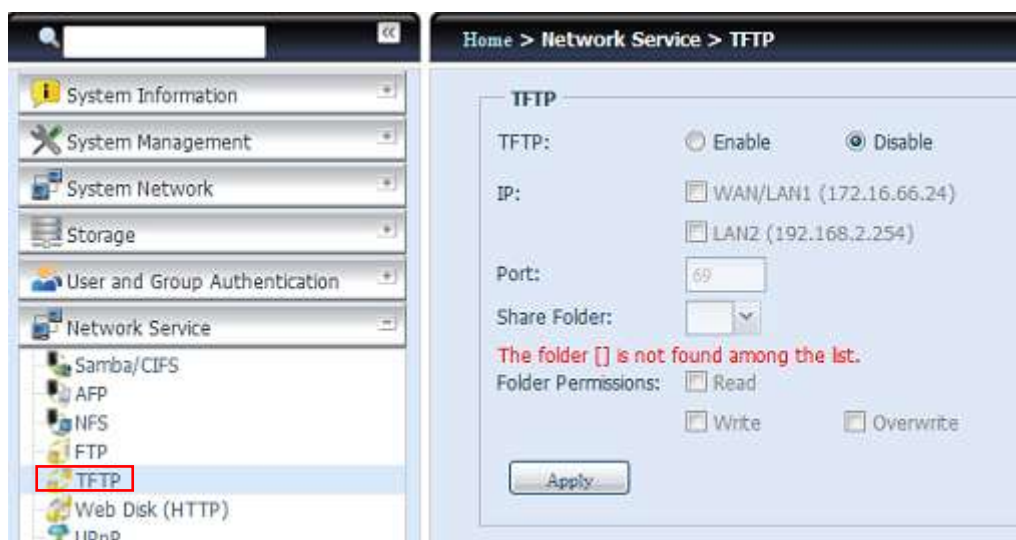 Home > Network Service > TFTP
System Information
System Management
System Network
Storage
User and Group Authentication
Network Service
Samba/CIFS
AFP
NFS
FTP
TFTP
Web Disk (HTTP)
UPnP
TFTP
TFTP: Enable Disable
IP: WAN/LAN1 (172.16.66.24)
LAN2 (192.168.2.254)
Port: 69
Share Folder:
The folder [] is not found among the list.
Folder Permissions: Read
Write Overwrite
Apply